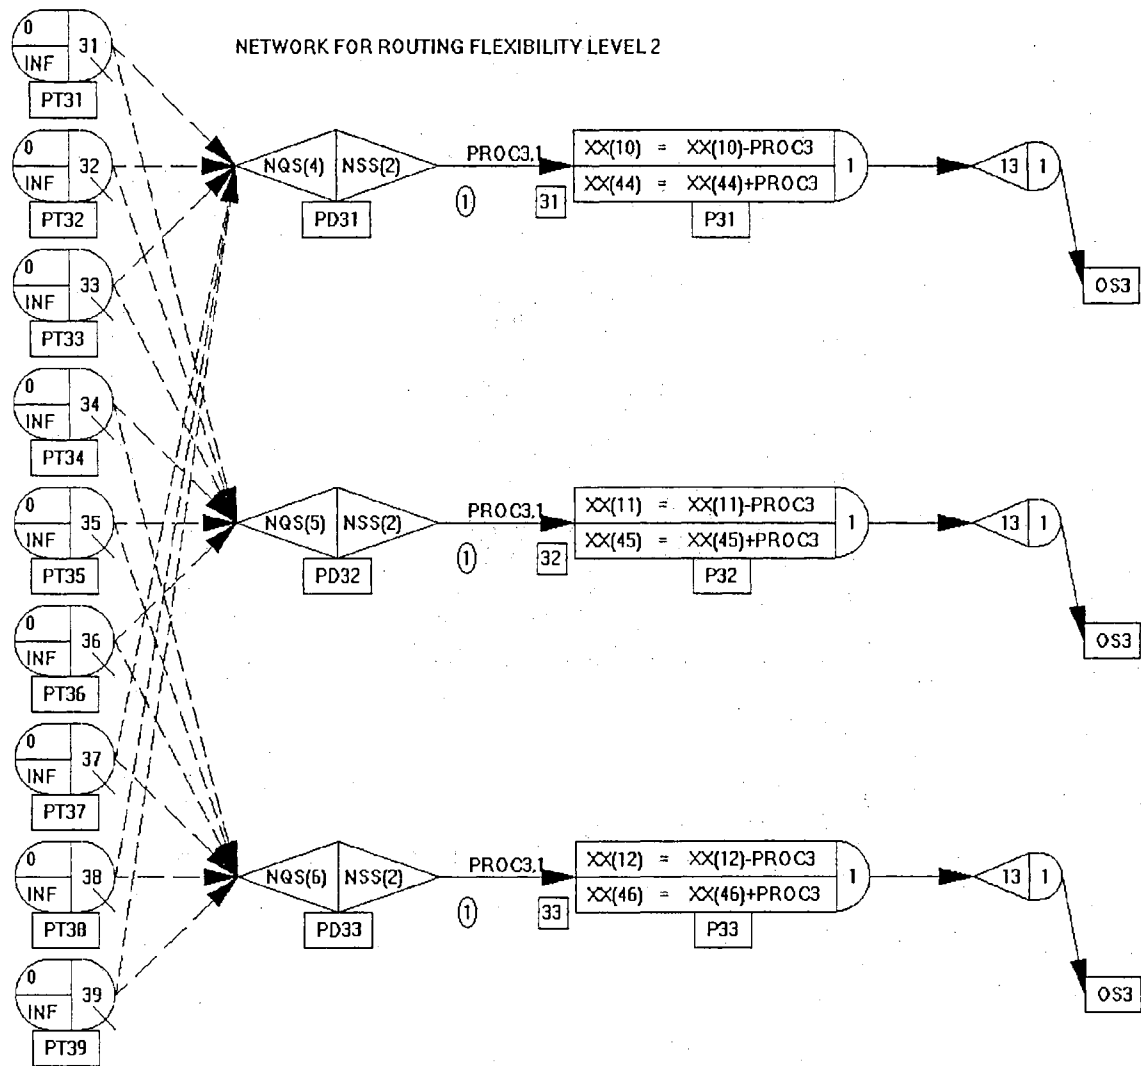 NETWORK FOR ROUTING FLEXIBILITY LEVEL 2
0
INF
31
PT31
0
INF
32
PT32
0
INF
33
PT33
0
INF
34
PT34
0
INF
35
PT35
0
INF
36
PT36
0
INF
37
PT37
0
INF
38
PT38
0
INF
39
PT39
NQS(4) NSS(2)
PD31
PROC3,1
1
31
XX(10) = XX(10)-PROC3
XX(44) = XX(44)+PROC3
1
P31
13 1
OS3
NQS(5) NSS(2)
PD32
PROC3,1
1
32
XX(11) = XX(11)-PROC3
XX(45) = XX(45)+PROC3
1
P32
13 1
OS3
NQS(6) NSS(2)
PD33
PROC3,1
1
33
XX(12) = XX(12)-PROC3
XX(46) = XX(46)+PROC3
1
P33
13 1
OS3